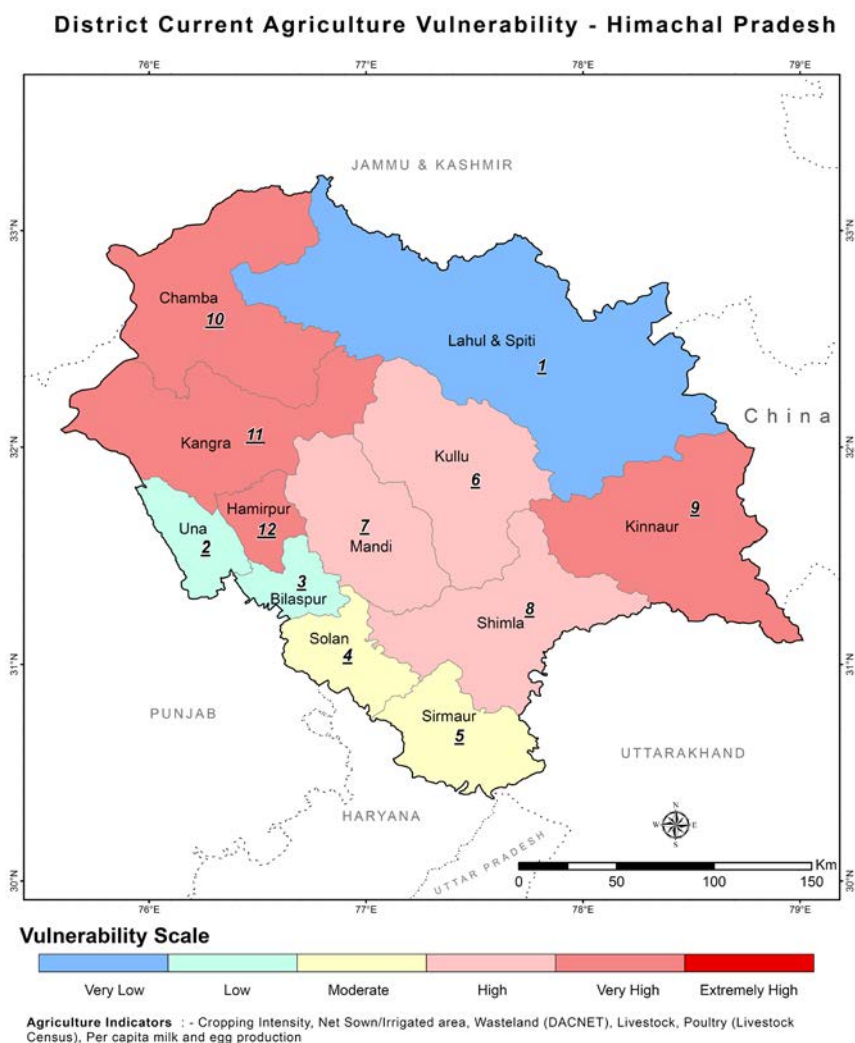 District Current Agriculture Vulnerability - Himachal Pradesh
76°E 77°E 78°E 79°E
JAMMU & KASHMIR
33°N 33°N
Chamba
10
Lahul & Spiti
1
China
32°N 32°N
Kangra 11
Kullu
6
9
Kinnaur
Hamirpur
12
Una
2
7
Mandi
3
Bilaspur
8
Shimla
Solan
4
31°N 31°N
PUNJAB
Sirmaur
5
UTTARAKHAND
HARYANA
N
W E
S
UTTAR PRADESH
Km
0 50 100 150
30°N 30°N
76°E 77°E 78°E 79°E
Vulnerability Scale
Very Low Low Moderate High Very High Extremely High
Agriculture Indicators : - Cropping Intensity, Net Sown/Irrigated area, Wasteland (DACNET), Livestock, Poultry (Livestock
Census), Per capita milk and egg production